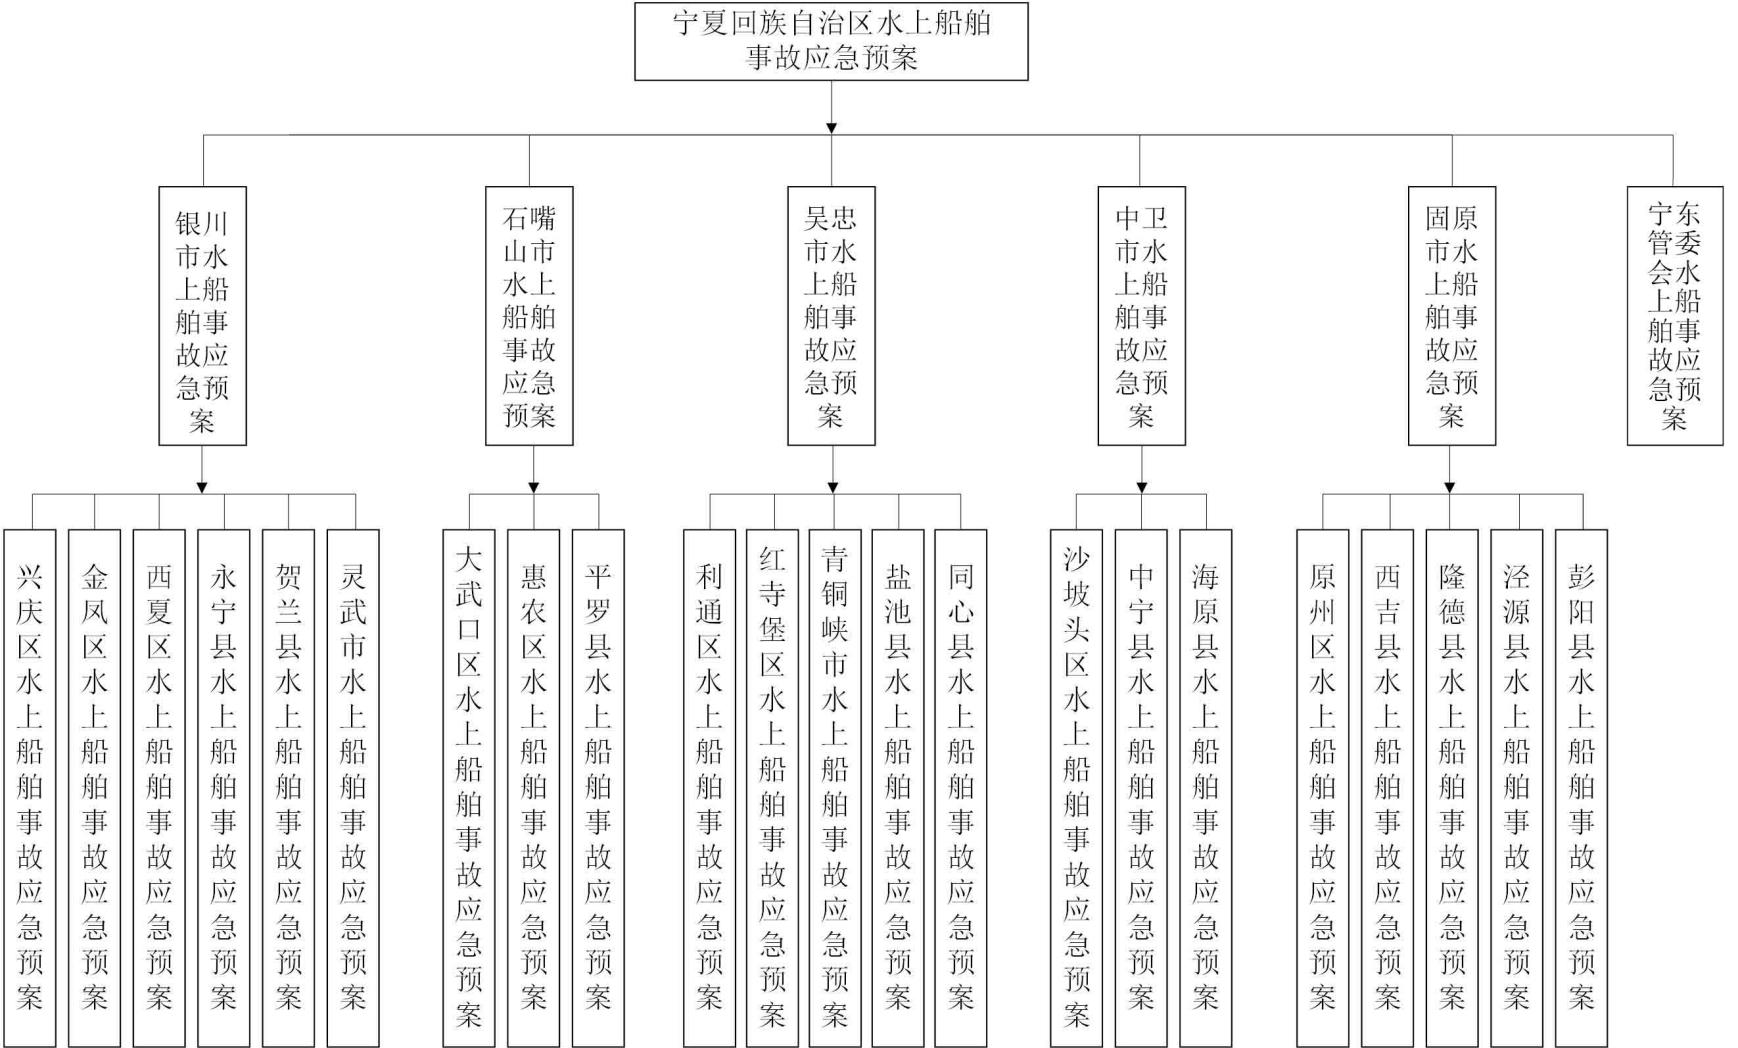 宁夏回族自治区水上船舶
事故应急预案
银川
市水
上船
舶事
故应
急预
案
石嘴
山市
水上
船舶
事故
应急
预案
吴忠
市水
上船
舶事
故应
急预
案
中卫
市水
上船
舶事
故应
急预
案
固原
市水
上船
舶事
故应
急预
案
宁东
管委
会水
上船
舶事
故应
急预
案
兴庆区水上船舶事故应急预案
金凤区水上船舶事故应急预案
西夏区水上船舶事故应急预案
永宁县水上船舶事故应急预案
贺兰县水上船舶事故应急预案
灵武市水上船舶事故应急预案
大武口区水上船舶事故应急预案
惠农区水上船舶事故应急预案
平罗县水上船舶事故应急预案
利通区水上船舶事故应急预案
红寺堡区水上船舶事故应急预案
青铜峡市水上船舶事故应急预案
盐池县水上船舶事故应急预案
同心县水上船舶事故应急预案
沙坡头区水上船舶事故应急预案
中宁县水上船舶事故应急预案
海原县水上船舶事故应急预案
原州区水上船舶事故应急预案
西吉县水上船舶事故应急预案
隆德县水上船舶事故应急预案
泾源县水上船舶事故应急预案
彭阳县水上船舶事故应急预案